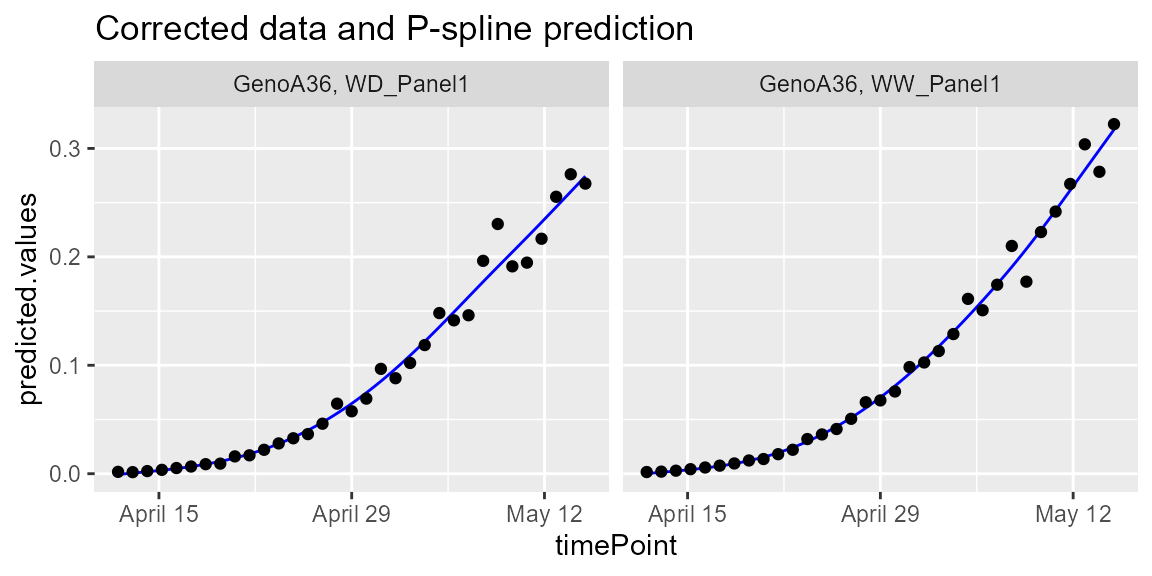 Corrected data and P-spline prediction
GenoA36, WD_Panel1
GenoA36, WW_Panel1
predicted.values
0.3
0.2
0.1
0.0
April 15
April 29
May 12
April 15
April 29
May 12
timePoint